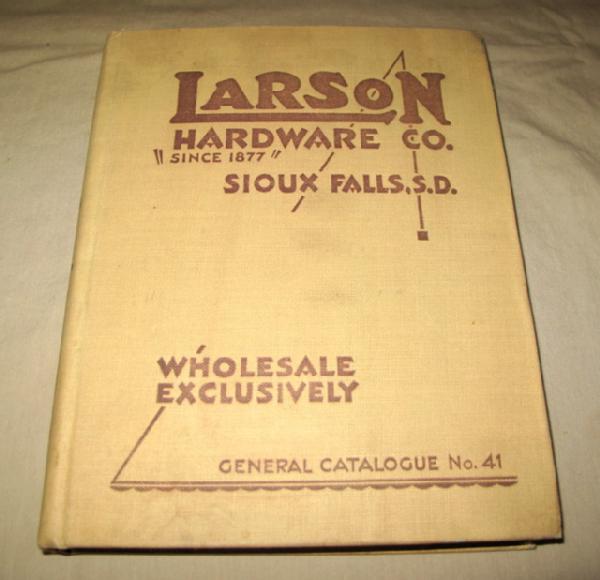 LARSON
HARDWARE CO.
"SINCE 1877"
SIOUX FALLS, S.D.
WHOLESALE
EXCLUSIVELY
GENERAL CATALOGUE No. 41